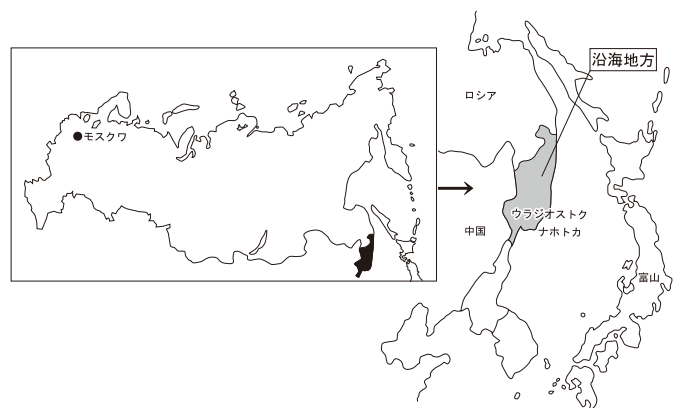 モスクワ
沿海地方
ロシア
ウラジオストク
ナホトカ
中国
富山